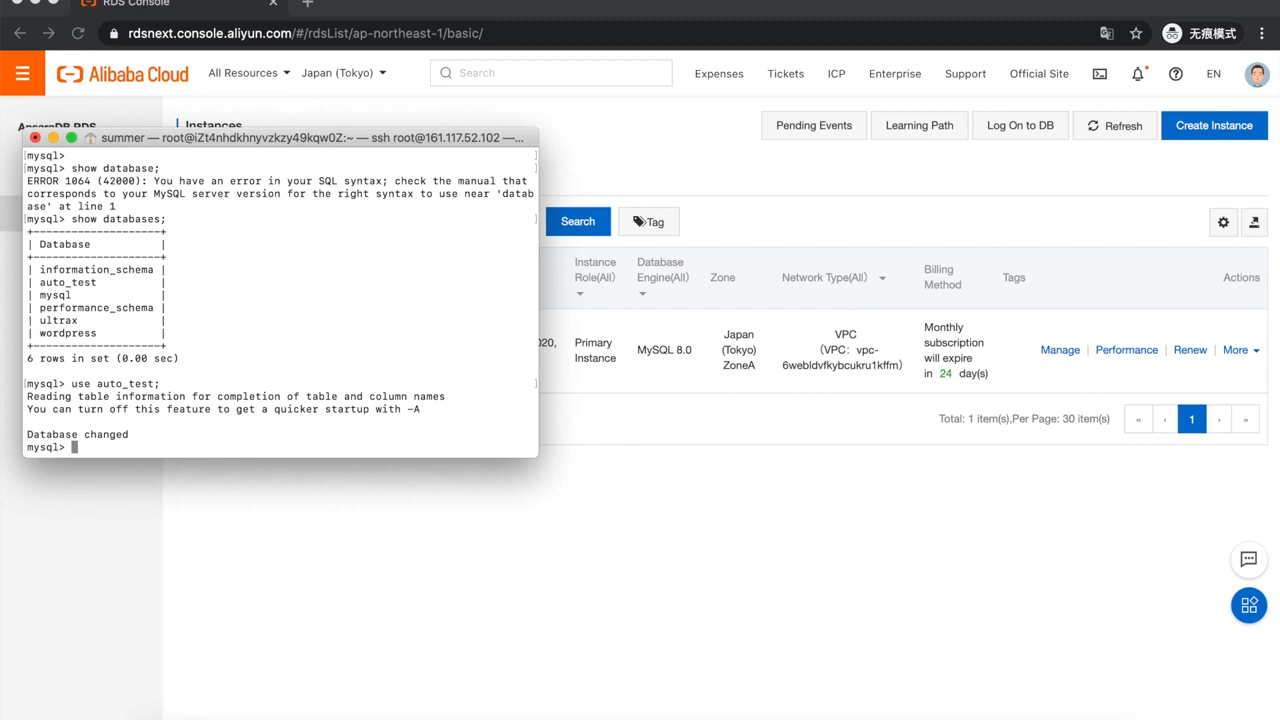 RDS Console
rdsnext.console.aliyun.com/#/rdsList/ap-northeast-1/basic/
无痕模式
Alibaba Cloud
All Resources
Japan (Tokyo)
Search
Expenses
Tickets
ICP
Enterprise
Support
Official Site
EN
Instances
Pending Events
Learning Path
Log On to DB
Refresh
Create Instance
summer — root@iZt4nhdkhnyvzkzy49kqw0Z:~ — ssh root@161.117.52.102 —...
mysql>
mysql> show database;
ERROR 1064 (42000): You have an error in your SQL syntax; check the manual that
corresponds to your MySQL server version for the right syntax to use near 'datab
ase' at line 1
mysql> show databases;
+--------------------+
| Database           |
+--------------------+
| information_schema |
| auto_test          |
| mysql              |
| performance_schema |
| ultrax             |
| wordpress          |
+--------------------+
6 rows in set (0.00 sec)
mysql> use auto_test;
Reading table information for completion of table and column names
You can turn off this feature to get a quicker startup with -A
Database changed
mysql>
Search
Tag
Instance
Role(All)
Database
Engine(All)
Zone
Network Type(All)
Billing
Method
Tags
Actions
020,
Primary
Instance
MySQL 8.0
Japan
(Tokyo)
ZoneA
VPC
(VPC: vpc-
6webldvfkybcukru1kffm)
Monthly
subscription
will expire
in 24 day(s)
Manage
Performance
Renew
More
Total: 1 item(s),Per Page: 30 item(s)
«
‹
1
›
»